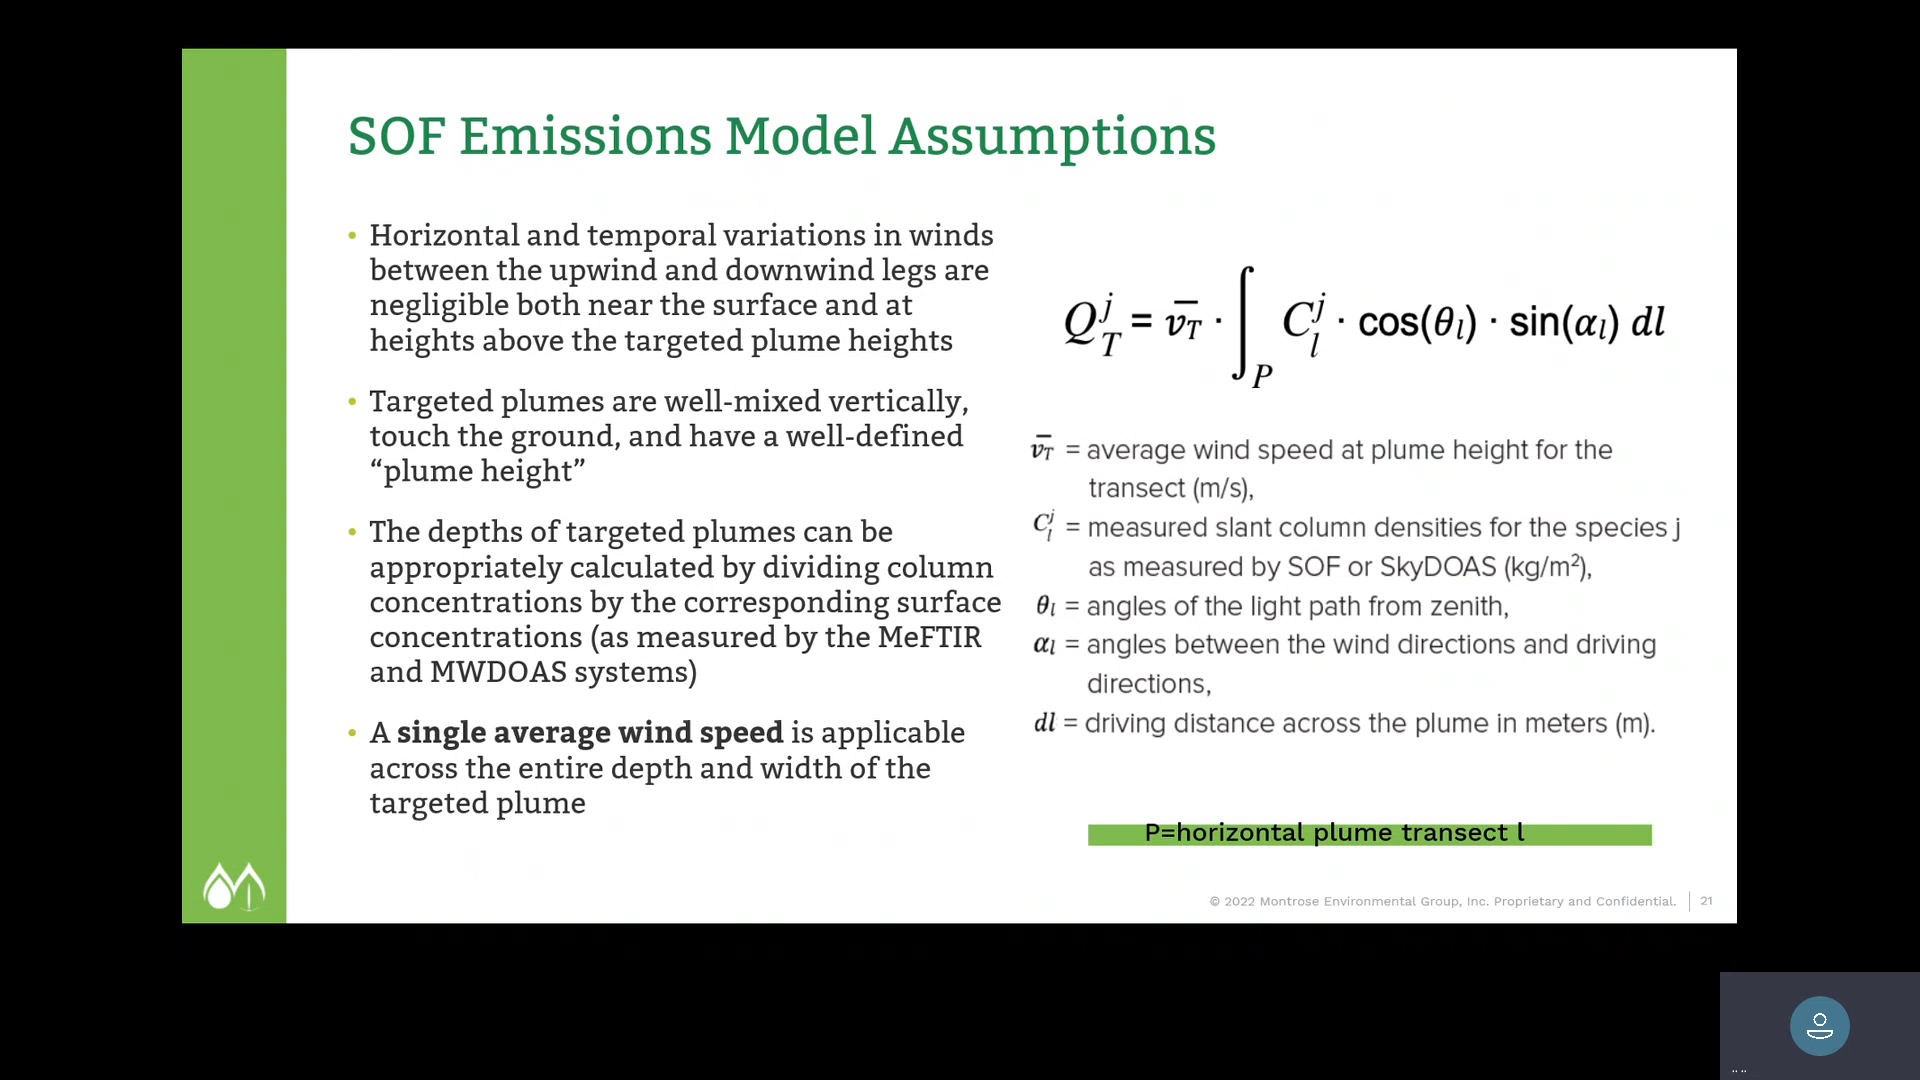 SOF Emissions Model Assumptions
• Horizontal and temporal variations in winds
between the upwind and downwind legs are
negligible both near the surface and at
heights above the targeted plume heights
• Targeted plumes are well-mixed vertically,
touch the ground, and have a well-defined
“plume height”
• The depths of targeted plumes can be
appropriately calculated by dividing column
concentrations by the corresponding surface
concentrations (as measured by the MeFTIR
and MWDOAS systems)
• A single average wind speed is applicable
across the entire depth and width of the
targeted plume
Q_T^j = v̅_T · ∫_P C_l^j · cos(θ_l) · sin(α_l) dl
v̅_T = average wind speed at plume height for the
transect (m/s),
C_l^j = measured slant column densities for the species j
as measured by SOF or SkyDOAS (kg/m²),
θ_l = angles of the light path from zenith,
α_l = angles between the wind directions and driving
directions,
dl = driving distance across the plume in meters (m).
P=horizontal plume transect l
© 2022 Montrose Environmental Group, Inc. Proprietary and Confidential. | 21